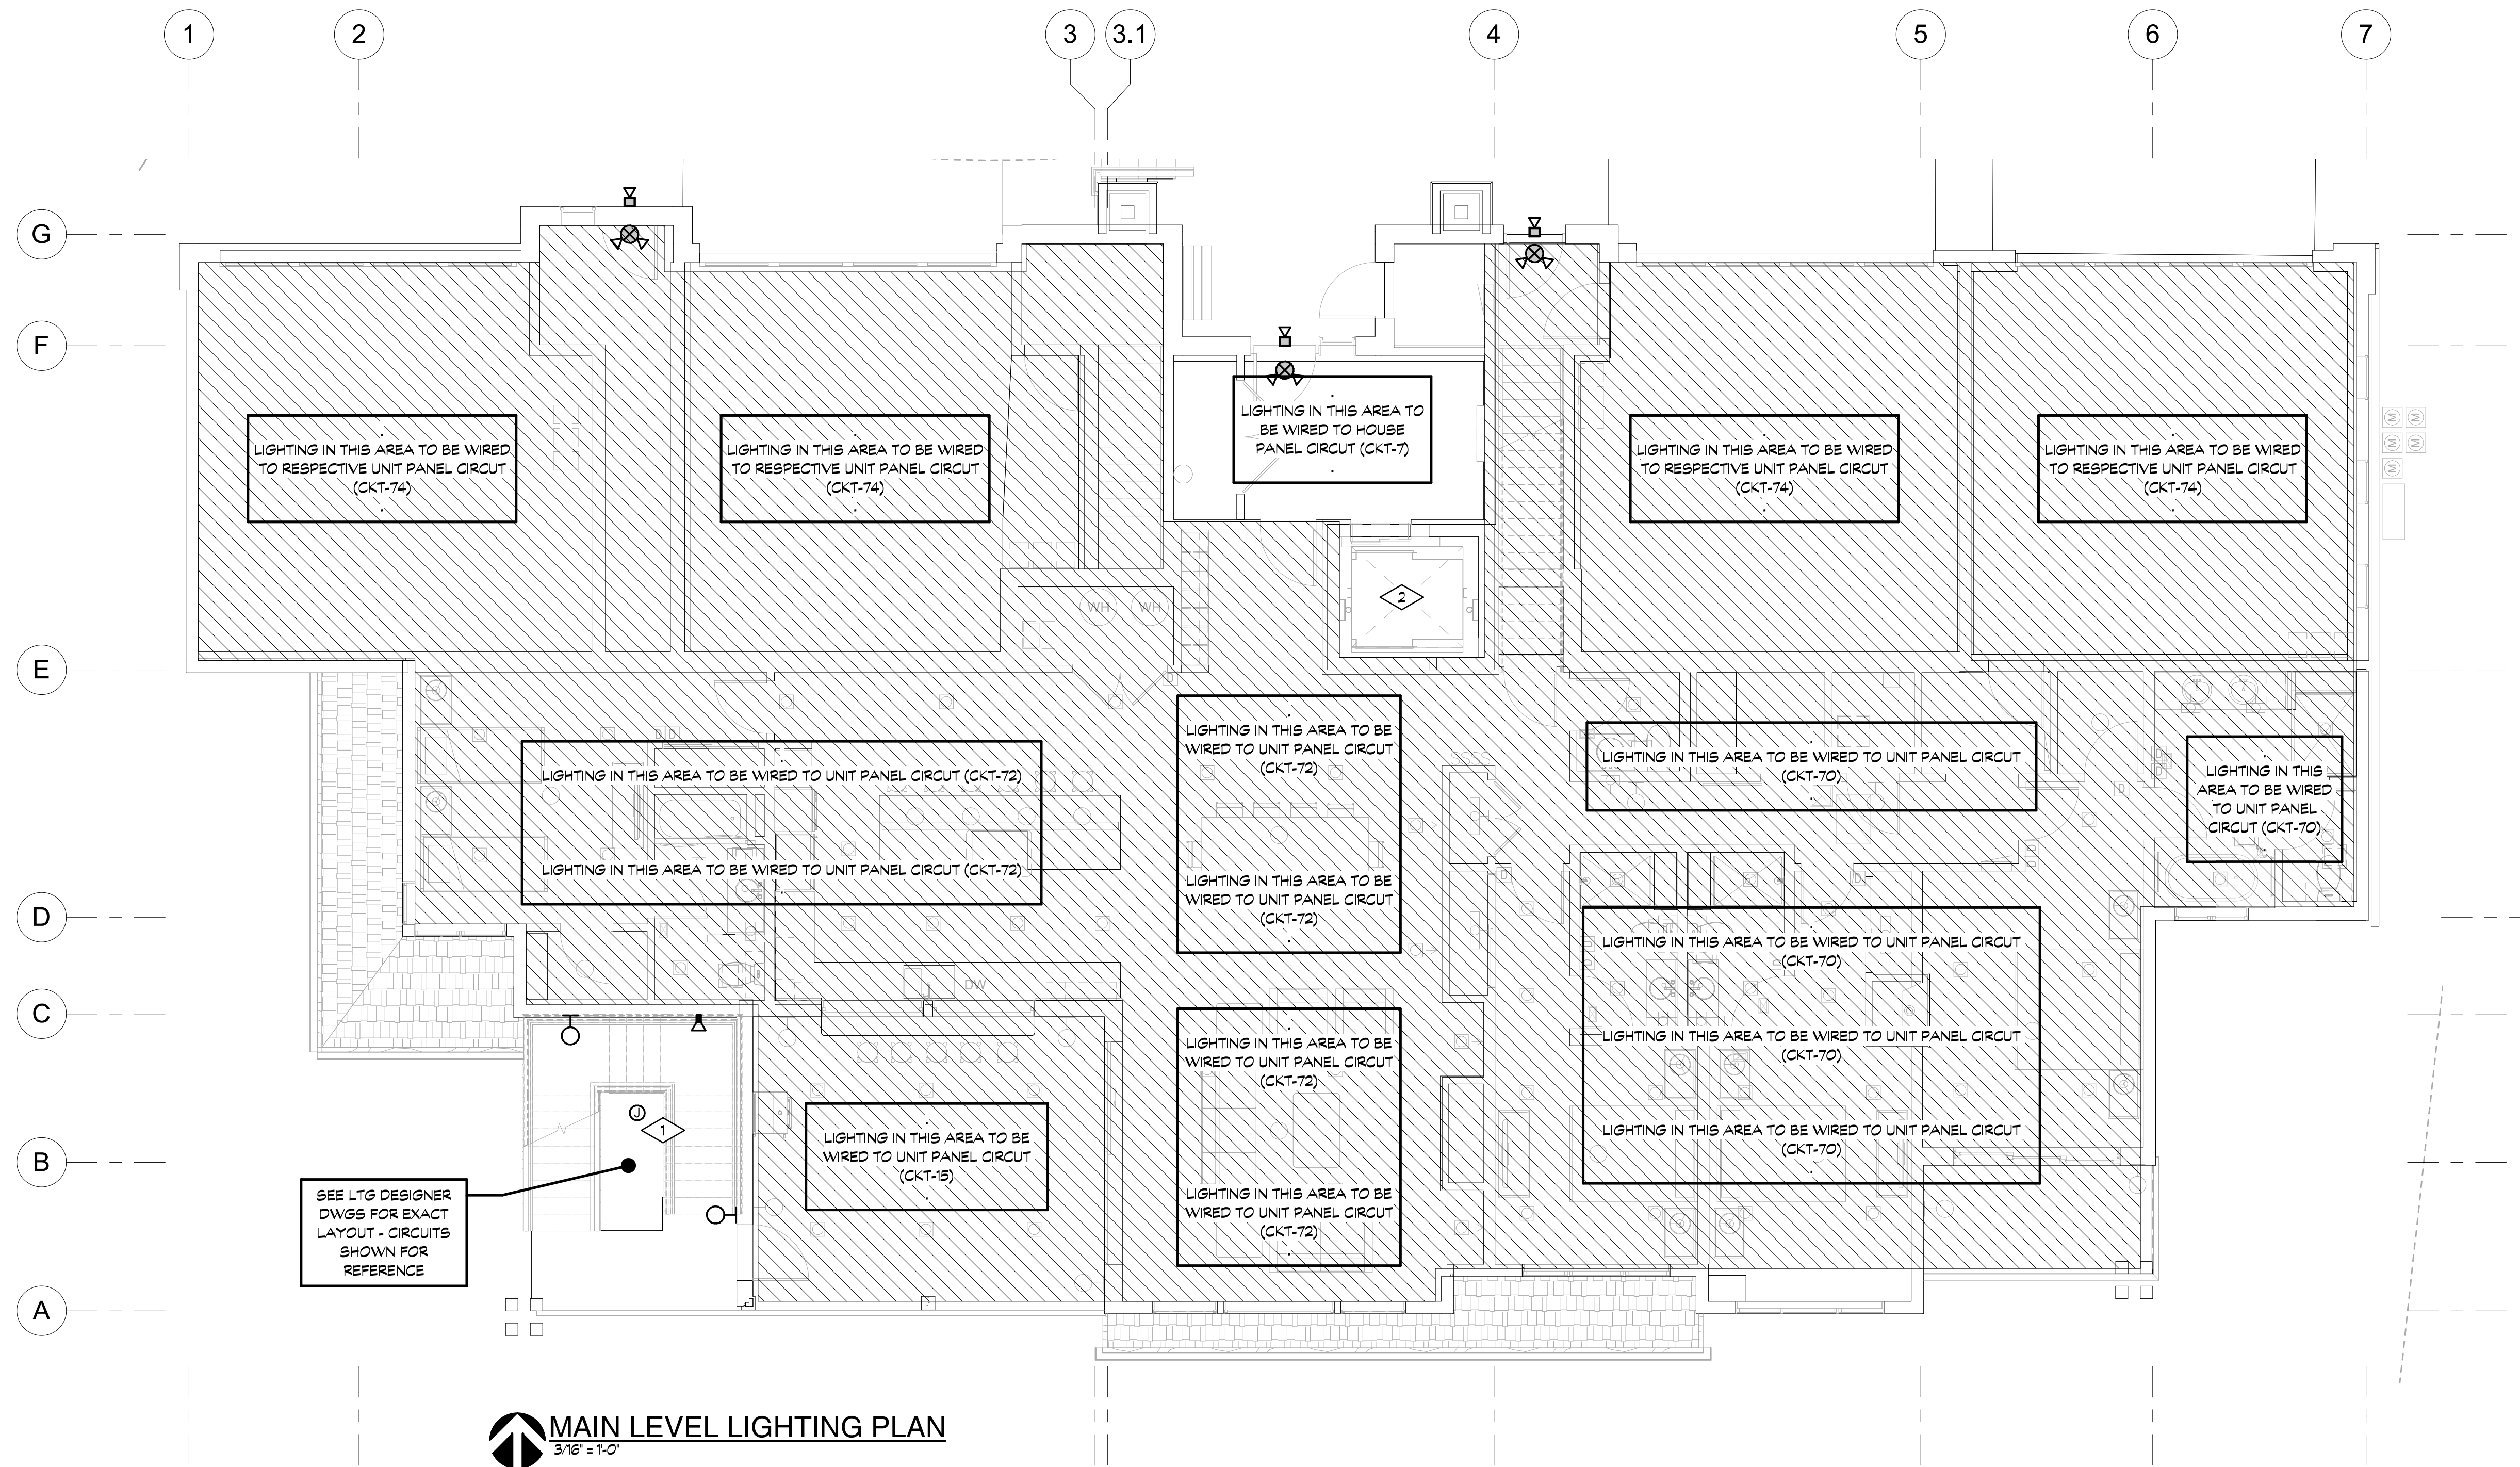 1
2
3
3.1
4
5
6
7
G
F
E
D
C
B
A
LIGHTING IN THIS AREA TO BE WIRED
TO RESPECTIVE UNIT PANEL CIRCUT
(CKT-74)
LIGHTING IN THIS AREA TO BE WIRED
TO RESPECTIVE UNIT PANEL CIRCUT
(CKT-74)
LIGHTING IN THIS AREA TO
BE WIRED TO HOUSE
PANEL CIRCUT (CKT-7)
LIGHTING IN THIS AREA TO BE WIRED
TO RESPECTIVE UNIT PANEL CIRCUT
(CKT-74)
LIGHTING IN THIS AREA TO BE WIRED
TO RESPECTIVE UNIT PANEL CIRCUT
(CKT-74)
M
M
M
M
M
WH
WH
2
D
D
D
LIGHTING IN THIS AREA TO BE WIRED TO UNIT PANEL CIRCUT (CKT-72)
LIGHTING IN THIS AREA TO BE WIRED TO UNIT PANEL CIRCUT (CKT-72)
LIGHTING IN THIS AREA TO BE
WIRED TO UNIT PANEL CIRCUT
(CKT-72)
LIGHTING IN THIS AREA TO BE
WIRED TO UNIT PANEL CIRCUT
(CKT-72)
LIGHTING IN THIS AREA TO BE WIRED TO UNIT PANEL CIRCUT
(CKT-70)
LIGHTING IN THIS
AREA TO BE WIRED
TO UNIT PANEL
CIRCUT (CKT-70)
D
D
D
LIGHTING IN THIS AREA TO BE WIRED TO UNIT PANEL CIRCUT
(CKT-70)
LIGHTING IN THIS AREA TO BE WIRED TO UNIT PANEL CIRCUT
(CKT-70)
LIGHTING IN THIS AREA TO BE WIRED TO UNIT PANEL CIRCUT
(CKT-70)
DW
LIGHTING IN THIS AREA TO BE
WIRED TO UNIT PANEL CIRCUT
(CKT-72)
LIGHTING IN THIS AREA TO BE
WIRED TO UNIT PANEL CIRCUT
(CKT-72)
J
1
LIGHTING IN THIS AREA TO BE
WIRED TO UNIT PANEL CIRCUT
(CKT-15)
SEE LTG DESIGNER
DWGS FOR EXACT
LAYOUT - CIRCUITS
SHOWN FOR
REFERENCE
MAIN LEVEL LIGHTING PLAN
3/16" = 1'-0"